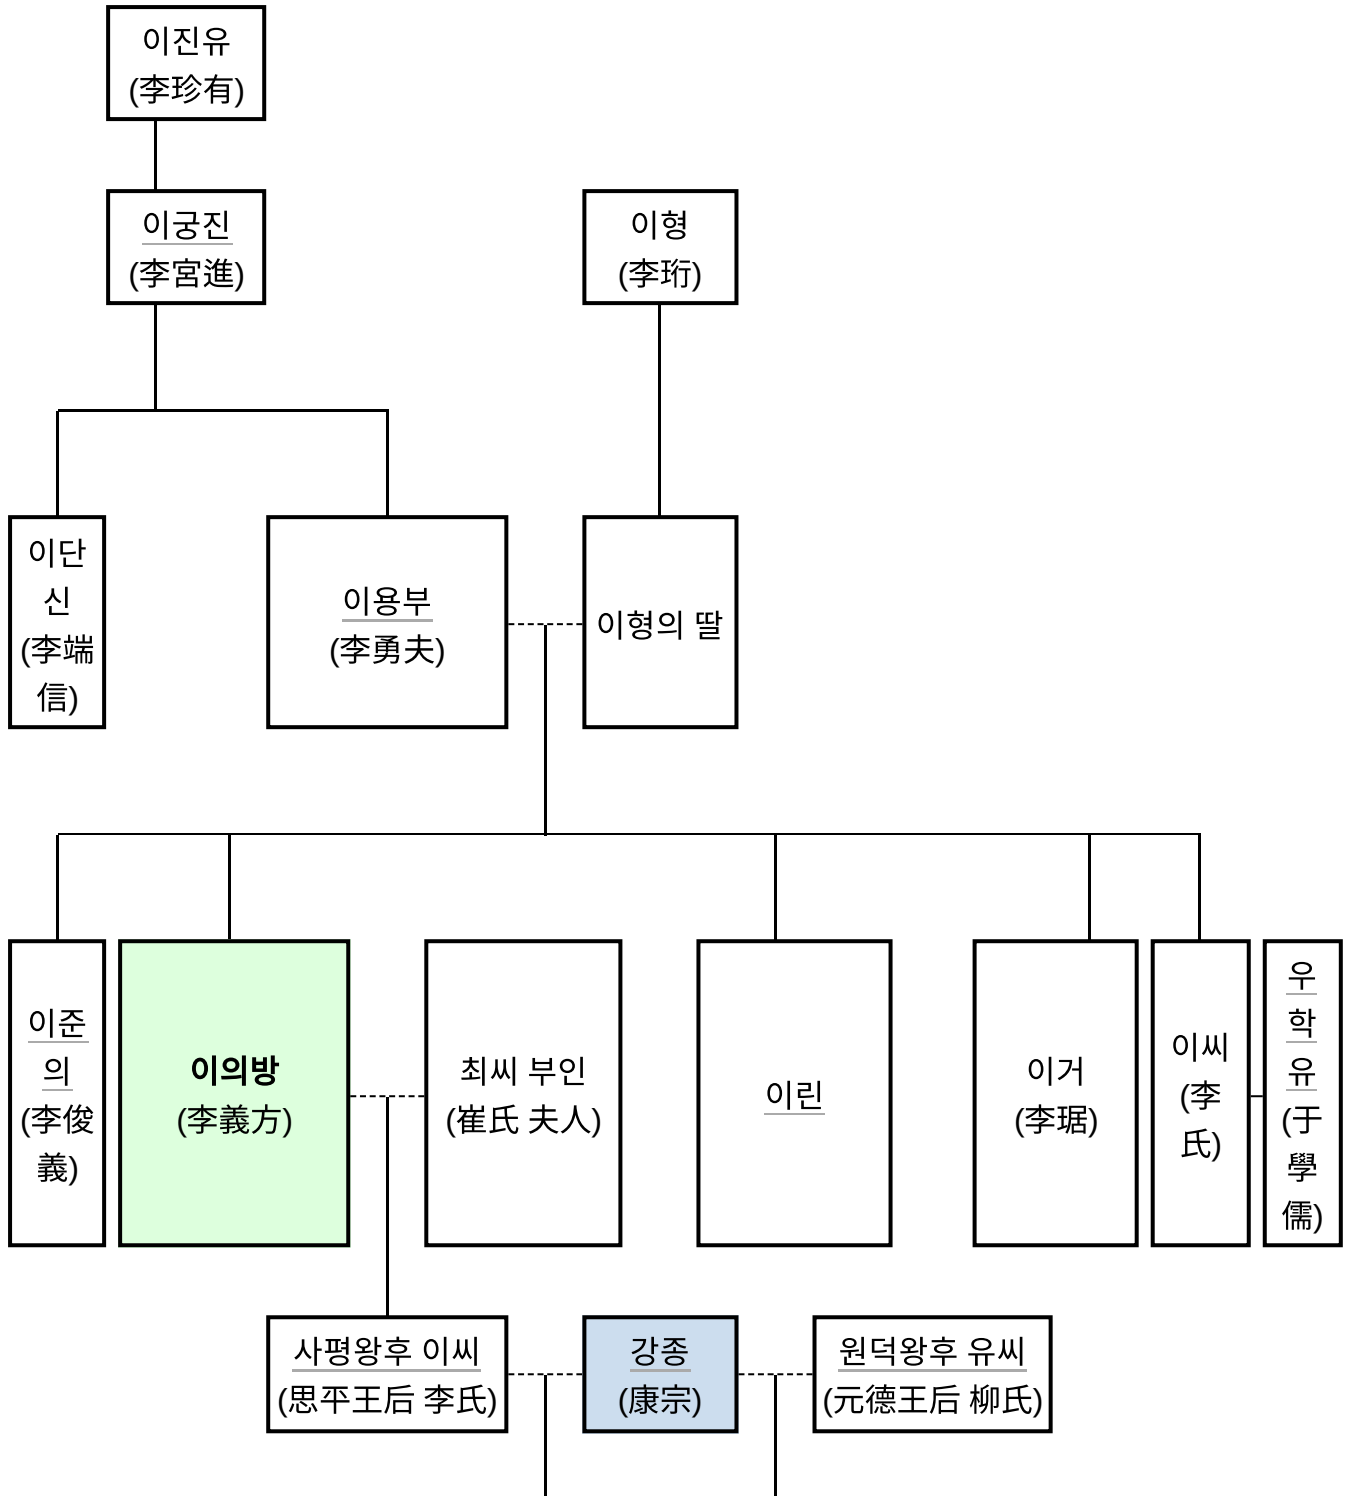 이진유
(李珍有)
이궁진
(李宮進)
이형
(李珩)
이단
신
(李端
信)
이용부
(李勇夫)
이형의 딸
이준
의
(李俊
義)
이의방
(李義方)
최씨 부인
(崔氏 夫人)
이린
이거
(李琚)
이씨
(李
氏)
우
학
유
(于
學
儒)
사평왕후 이씨
(思平王后 李氏)
강종
(康宗)
원덕왕후 유씨
(元德王后 柳氏)